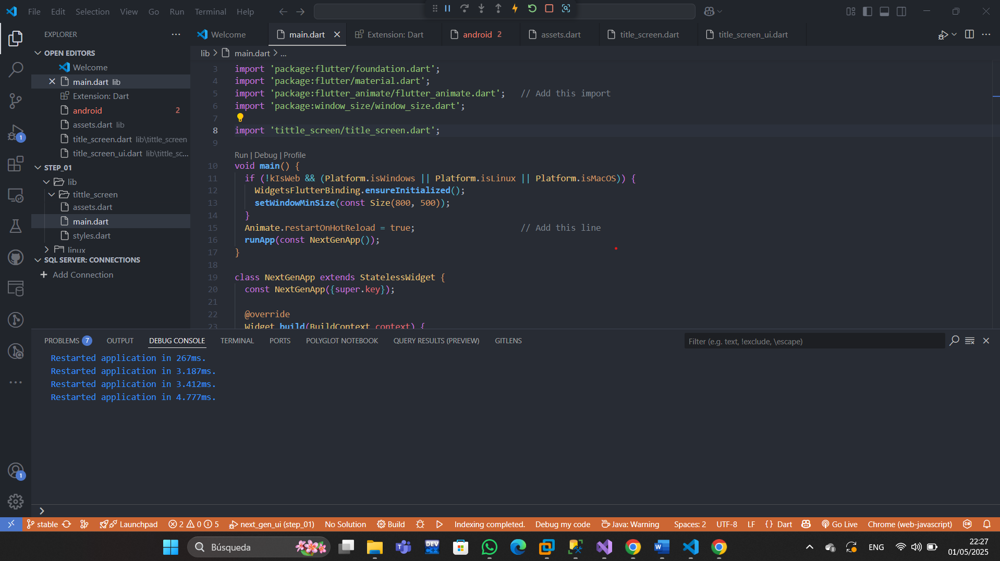 File Edit Selection View Go Run Terminal Help
EXPLORER
OPEN EDITORS
Welcome
main.dart lib
Extension: Dart
android 2
assets.dart lib
title_screen.dart lib\tittle_screen
title_screen_ui.dart lib\tittle_sc...
STEP_01
lib
tittle_screen
assets.dart
main.dart
styles.dart
linux
SQL SERVER: CONNECTIONS
Add Connection
1
1
Welcome main.dart Extension: Dart android 2 assets.dart title_screen.dart title_screen_ui.dart
lib > main.dart > ...
3 import 'package:flutter/foundation.dart';
4 import 'package:flutter/material.dart';
5 import 'package:flutter_animate/flutter_animate.dart'; // Add this import
6 import 'package:window_size/window_size.dart';
7
8 import 'tittle_screen/title_screen.dart';
9
Run | Debug | Profile
10 void main() {
11 if (!kIsWeb && (Platform.isWindows || Platform.isLinux || Platform.isMacOS)) {
12 WidgetsFlutterBinding.ensureInitialized();
13 setWindowMinSize(const Size(800, 500));
14 }
15 Animate.restartOnHotReload = true; // Add this line
16 runApp(const NextGenApp());
17 }
18
19 class NextGenApp extends StatelessWidget {
20 const NextGenApp({super.key});
21
22 @override
23 Widget build(BuildContext context) {
PROBLEMS 7 OUTPUT DEBUG CONSOLE TERMINAL PORTS POLYGLOT NOTEBOOK QUERY RESULTS (PREVIEW) GITLENS Filter (e.g. text, !exclude, \escape)
Restarted application in 267ms.
Restarted application in 3.187ms.
Restarted application in 3.412ms.
Restarted application in 4.777ms.
stable Launchpad 2 0 5 next_gen_ui (step_01) No Solution Build Indexing completed. Debug my code Java: Warning Spaces: 2 UTF-8 LF {} Dart Go Live Chrome (web-javascript)
Búsqueda DEV C++ ENG 22:27
01/05/2025